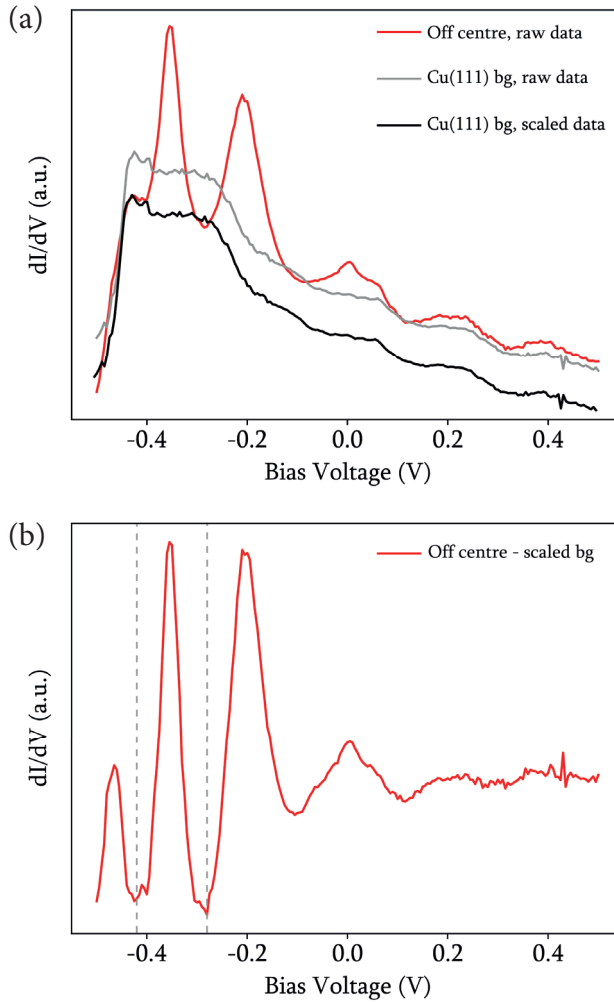 (a)
Off centre, raw data
Cu(111) bg, raw data
Cu(111) bg, scaled data
dI/dV (a.u.)
-0.4 -0.2 0.0 0.2 0.4
Bias Voltage (V)
(b)
Off centre - scaled bg
dI/dV (a.u.)
-0.4 -0.2 0.0 0.2 0.4
Bias Voltage (V)